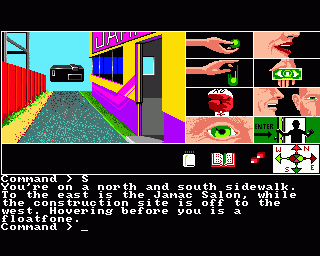 JAMA
ENTER
N
W E
S
Command > S
You're on a north and south sidewalk.
To the east is the Jamac Salon, while
the construction site is off to the
west. Hovering before you is a
floatfone.
Command > _